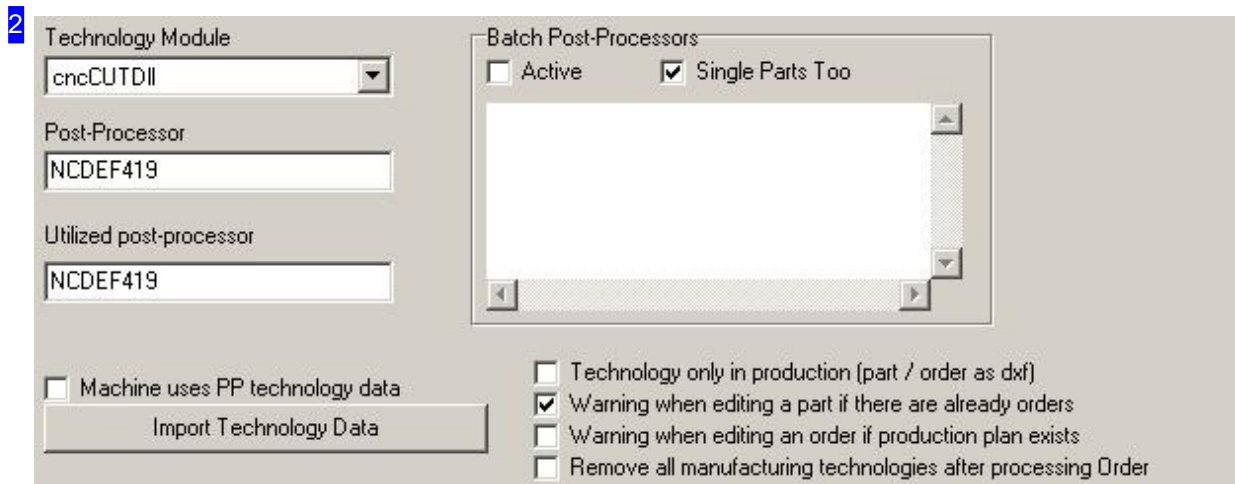 2
Technology Module
cncCUTDll
Post-Processor
NCDEF419
Utilized post-processor
NCDEF419
Machine uses PP technology data
Import Technology Data
Batch Post-Processors
Active
Single Parts Too
Technology only in production (part / order as dxf)
Warning when editing a part if there are already orders
Warning when editing an order if production plan exists
Remove all manufacturing technologies after processing Order